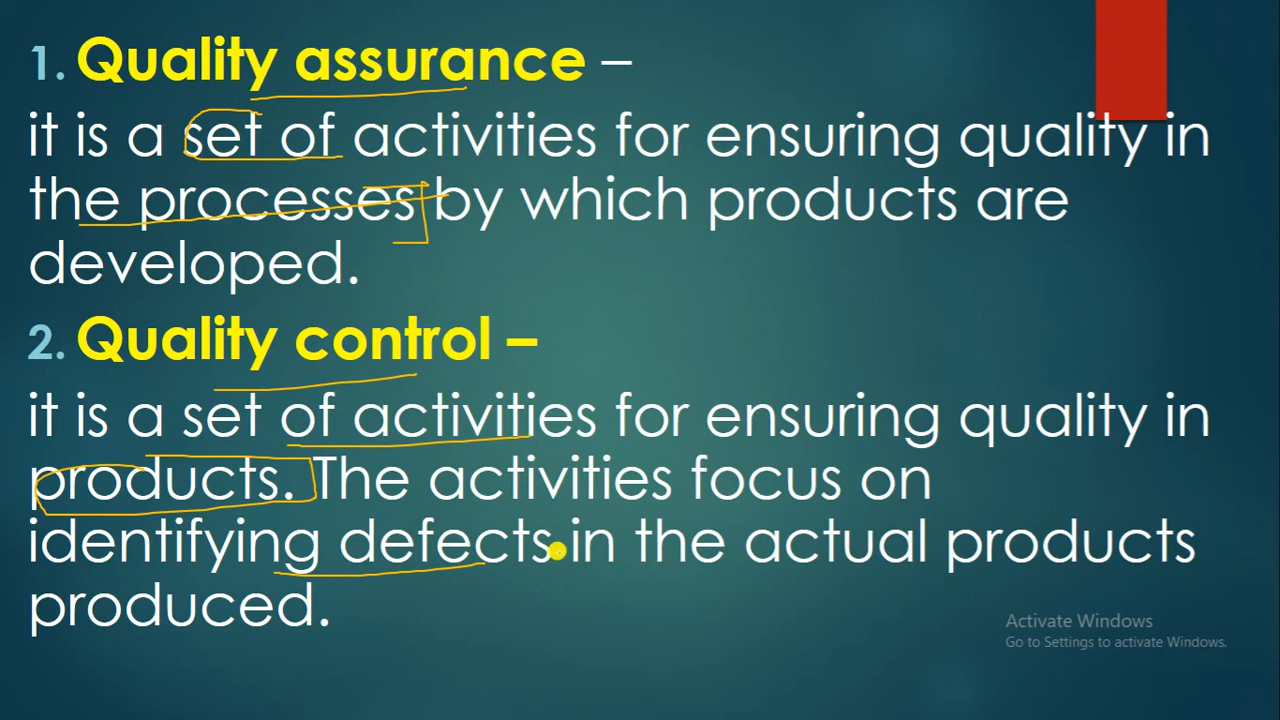 1. Quality assurance –
it is a set of activities for ensuring quality in
the processes by which products are
developed.
2. Quality control –
it is a set of activities for ensuring quality in
products. The activities focus on
identifying defects in the actual products
produced.
Activate Windows
Go to Settings to activate Windows.